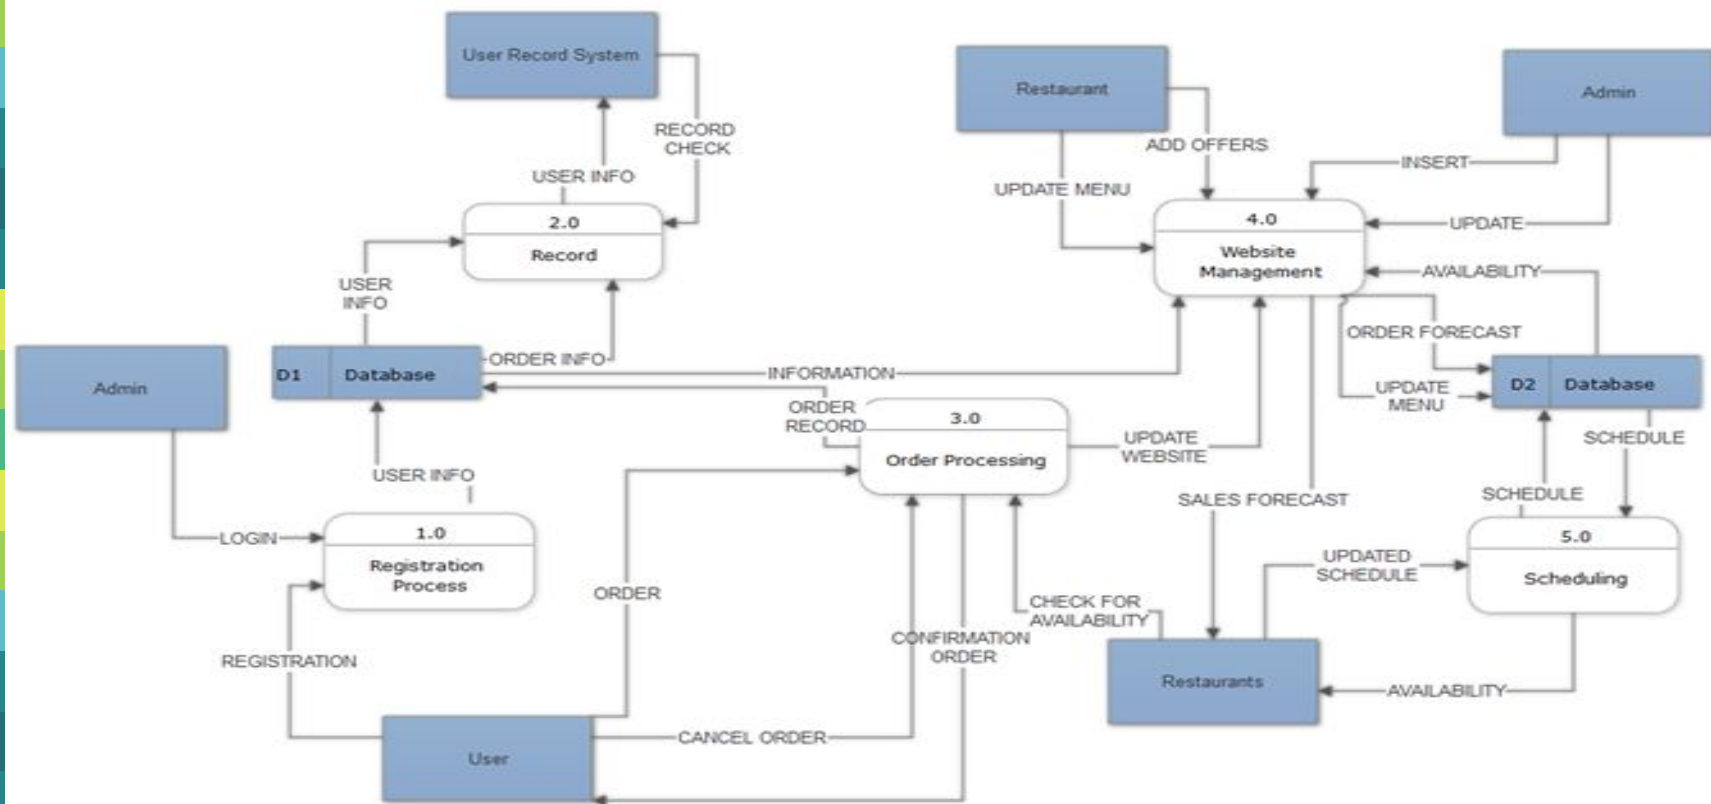 User Record System
Restaurant
Admin
RECORD
CHECK
ADD OFFERS
INSERT
USER INFO
UPDATE MENU
2.0
Record
4.0
Website
Management
UPDATE
AVAILABILITY
USER
INFO
ORDER FORECAST
Admin
D1 Database
ORDER INFO
INFORMATION
UPDATE
MENU
D2 Database
ORDER
RECORD
3.0
Order Processing
UPDATE
WEBSITE
SCHEDULE
USER INFO
SALES FORECAST
SCHEDULE
LOGIN
1.0
Registration
Process
5.0
Scheduling
UPDATED
SCHEDULE
ORDER
CHECK FOR
AVAILABILITY
CONFIRMATION
ORDER
REGISTRATION
Restaurants
AVAILABILITY
User
CANCEL ORDER